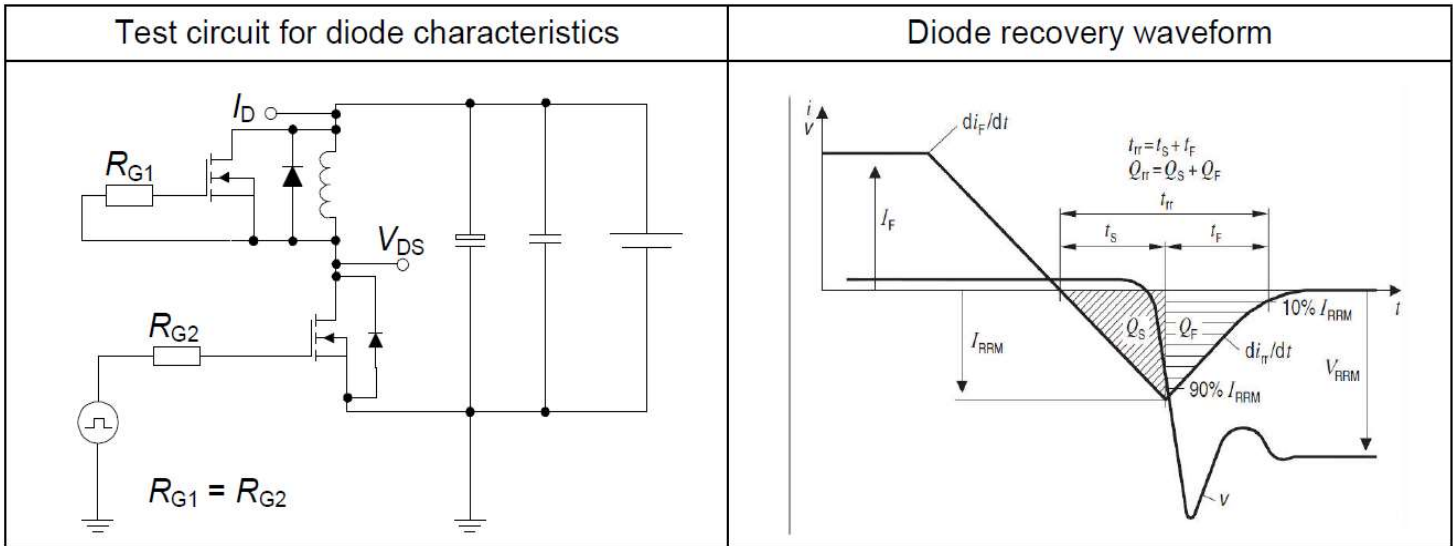 Test circuit for diode characteristics
Diode recovery waveform
I_D
R_G1
V_DS
R_G2
R_G1 = R_G2
i
v
di_F/dt
t_rr = t_S + t_F
Q_rr = Q_S + Q_F
t_rr
I_F
t_S
t_F
t
10% I_RRM
Q_S
Q_F
I_RRM
di_rr/dt
V_RRM
90% I_RRM
v